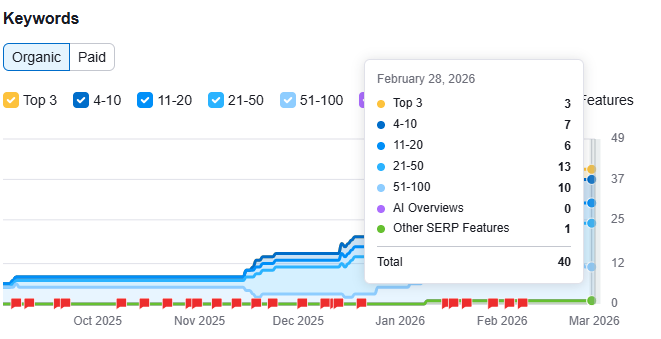 Keywords
Organic Paid
Top 3 4-10 11-20 21-50 51-100 Features
February 28, 2026
Top 3 3
4-10 7
11-20 6
21-50 13
51-100 10
AI Overviews 0
Other SERP Features 1
Total 40
49
37
25
12
0
Oct 2025 Nov 2025 Dec 2025 Jan 2026 Feb 2026 Mar 2026